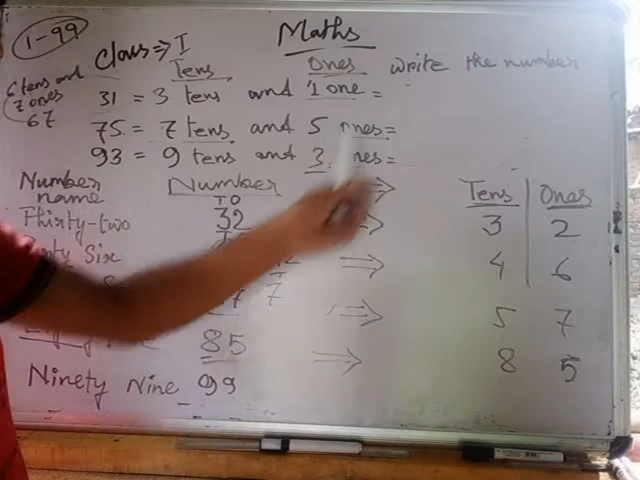 1-99
Class => I
Maths
Tens
Ones
write the number
6 tens and
7 ones
67
31 = 3 tens and 1 one =
75 = 7 tens and 5 ones=
93 = 9 tens and 3 ones=
Number
name
Number
Tens
Ones
T O
Thirty-two
32
⇒
3
2
Six
⇒
4
6
7
⇒
5
7
85
⇒
8
5
Ninety Nine 99